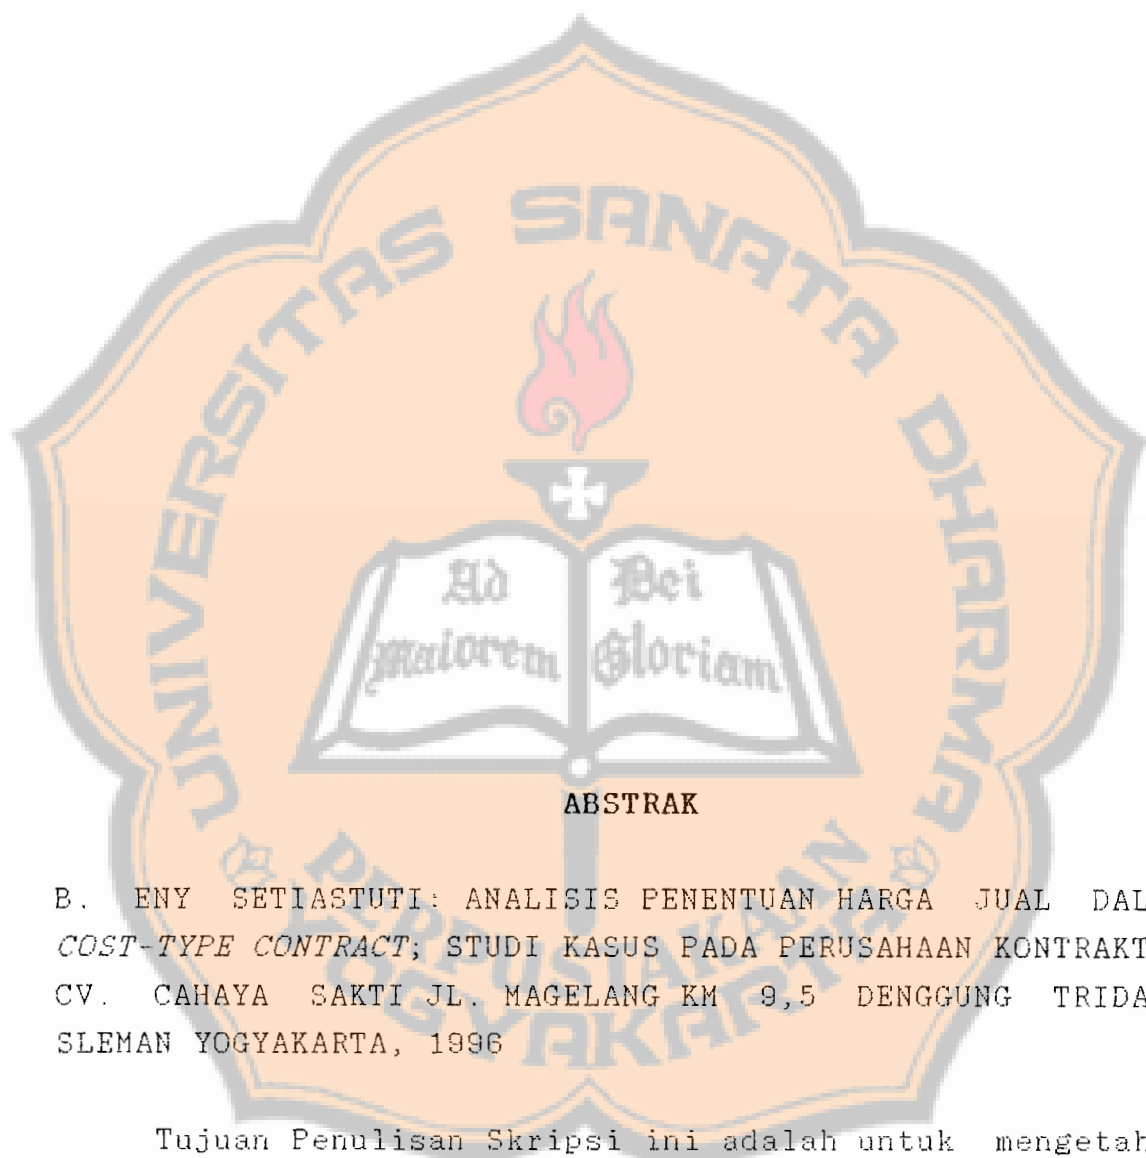 UNIVERSITAS SANATA DHARMA
Ad Dei
maiorem Gloriam
PERPUSTAKAAN
YOGYAKARTA
ABSTRAK
B. ENY SETIASTUTI: ANALISIS PENENTUAN HARGA JUAL DAL
COST-TYPE CONTRACT; STUDI KASUS PADA PERUSAHAAN KONTRAKT
CV. CAHAYA SAKTI JL. MAGELANG KM 9,5 DENGGUNG TRIDA
SLEMAN YOGYAKARTA, 1996
Tujuan Penulisan Skripsi ini adalah untuk mengetah